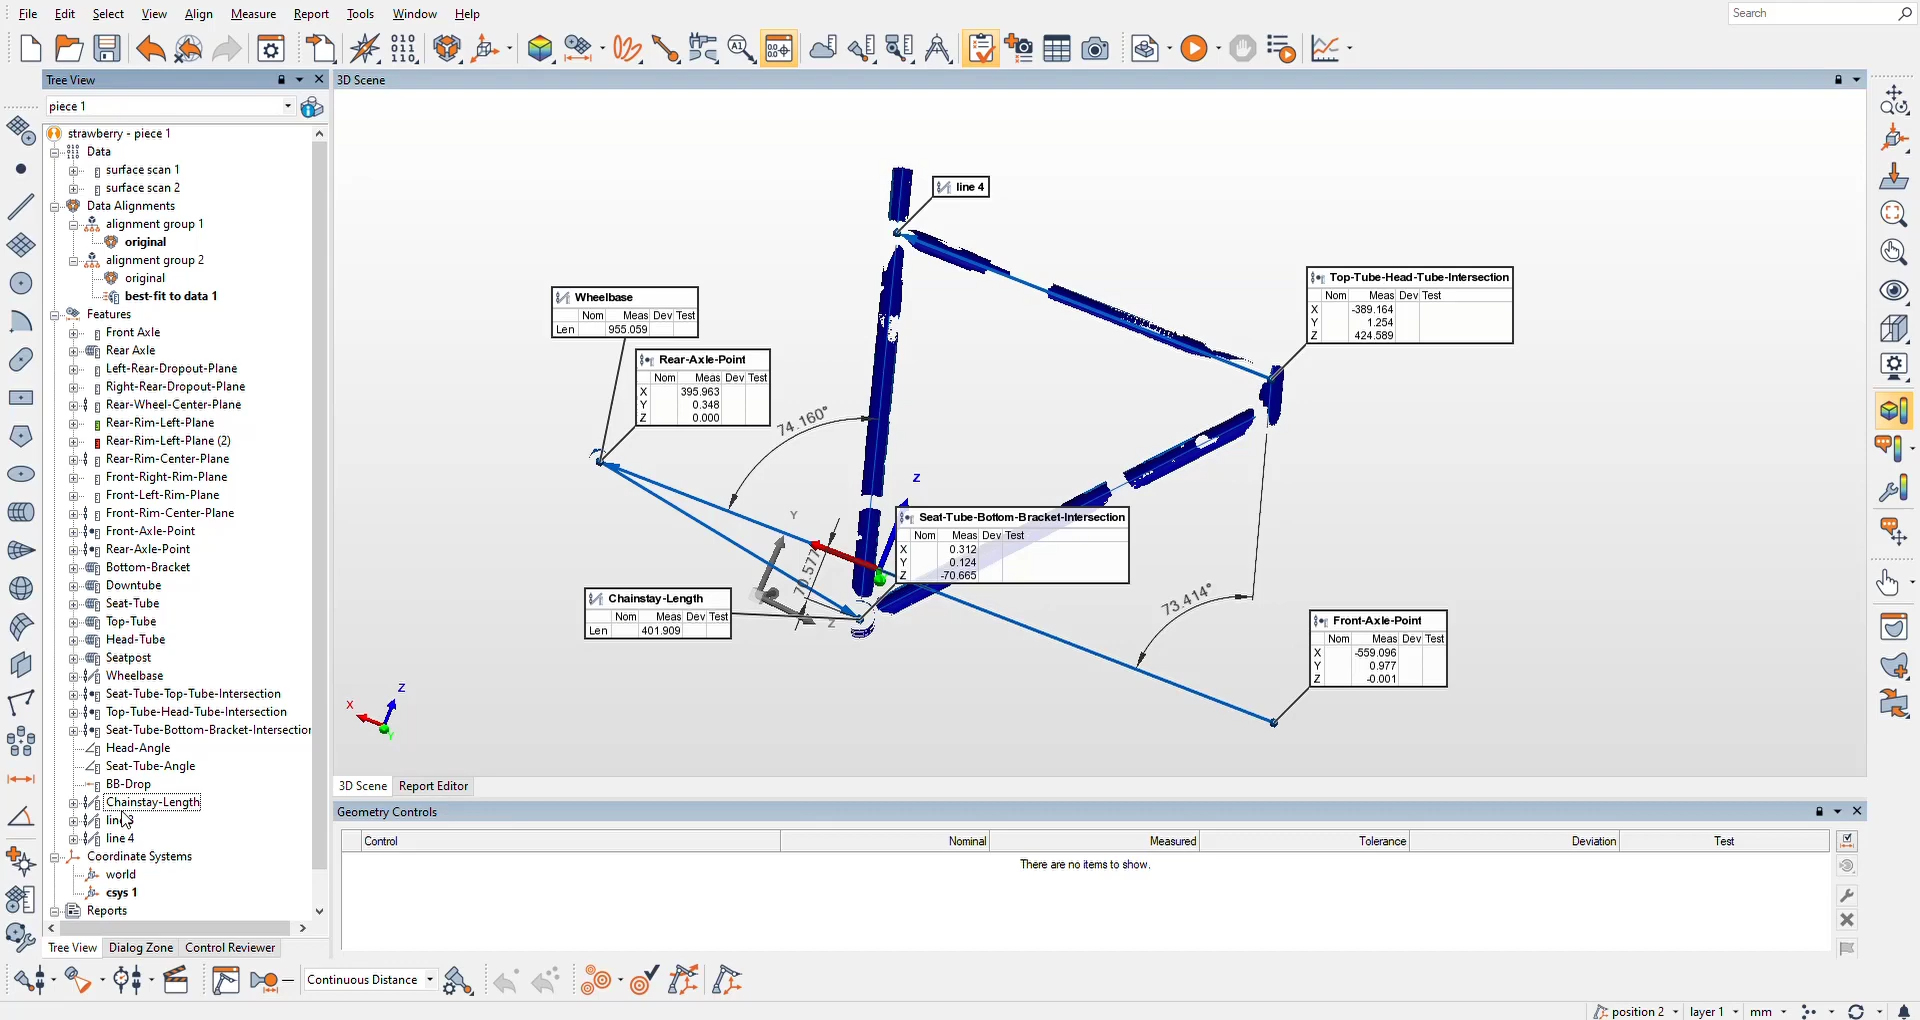 File Edit Select View Align Measure Report Tools Window Help
Search
Tree View
3D Scene
piece 1
strawberry - piece 1
Data
surface scan 1
surface scan 2
Data Alignments
alignment group 1
original
alignment group 2
original
best-fit to data 1
Features
Front Axle
Rear Axle
Left-Rear-Dropout-Plane
Right-Rear-Dropout-Plane
Rear-Wheel-Center-Plane
Rear-Rim-Left-Plane
Rear-Rim-Left-Plane (2)
Rear-Rim-Center-Plane
Front-Right-Rim-Plane
Front-Left-Rim-Plane
Front-Rim-Center-Plane
Front-Axle-Point
Rear-Axle-Point
Bottom-Bracket
Downtube
Seat-Tube
Top-Tube
Head-Tube
Seatpost
Wheelbase
Seat-Tube-Top-Tube-Intersection
Top-Tube-Head-Tube-Intersection
Seat-Tube-Bottom-Bracket-Intersection
Head-Angle
Seat-Tube-Angle
BB-Drop
Chainstay-Length
line 4
Coordinate Systems
world
csys 1
Reports
Tree View Dialog Zone Control Reviewer
line 4
Wheelbase
Nom Meas Dev Test
Len 955.059
Rear-Axle-Point
Nom Meas Dev Test
X 395.963
Y 0.348
Z 0.000
Top-Tube-Head-Tube-Intersection
Nom Meas Dev Test
X -389.164
Y 1.254
Z 424.589
74.160°
Z
Y
Seat-Tube-Bottom-Bracket-Intersection
Nom Meas Dev Test
X 0.312
Y 0.124
Z -70.665
Chainstay-Length
Nom Meas Dev Test
Len 401.909
Z
73.414°
Front-Axle-Point
Nom Meas Dev Test
X -559.096
Y 0.977
Z -0.001
X Z
Y
3D Scene Report Editor
Geometry Controls
Control Nominal Measured Tolerance Deviation Test
There are no items to show.
Continuous Distance
position 2 layer 1 mm